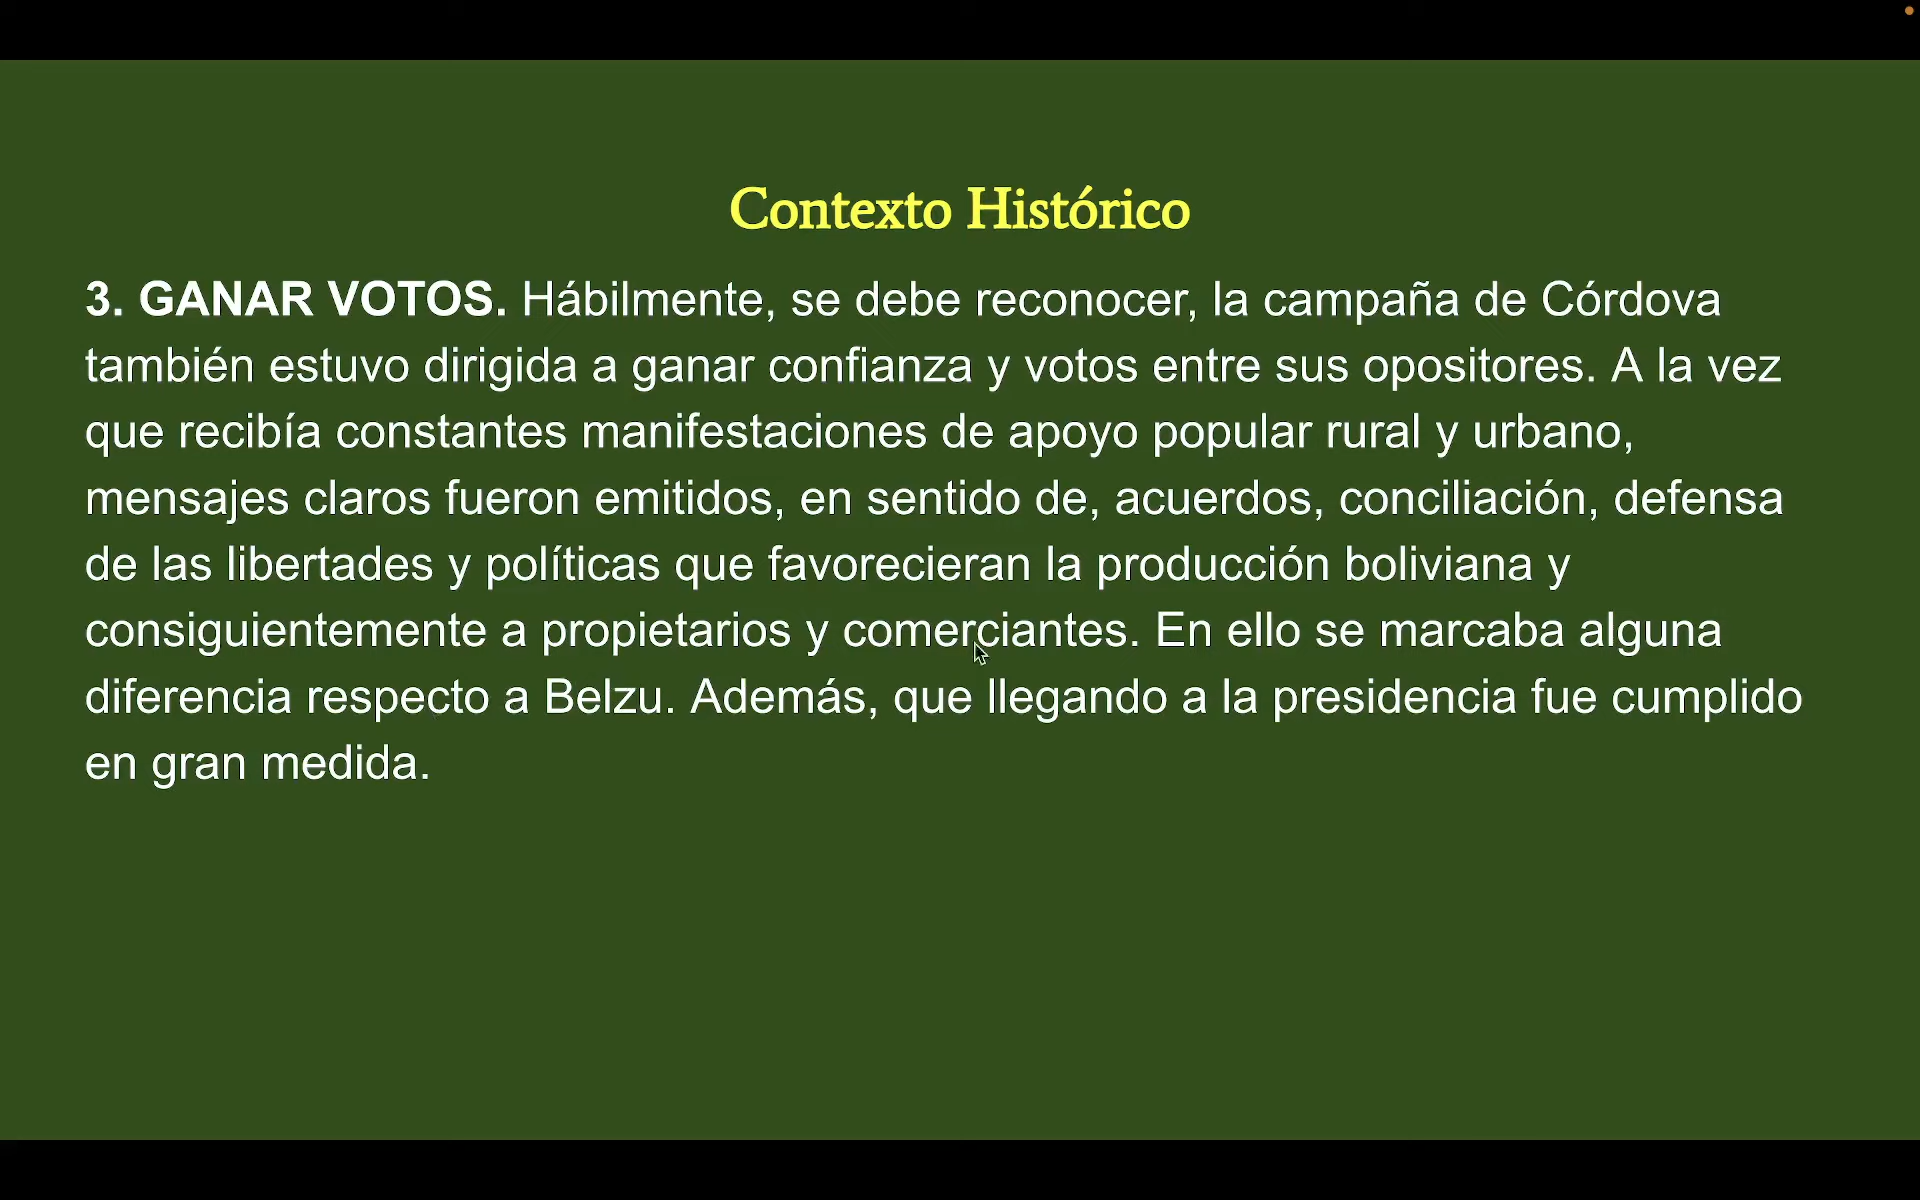 Contexto Histórico
3. GANAR VOTOS. Hábilmente, se debe reconocer, la campaña de Córdova
también estuvo dirigida a ganar confianza y votos entre sus opositores. A la vez
que recibía constantes manifestaciones de apoyo popular rural y urbano,
mensajes claros fueron emitidos, en sentido de, acuerdos, conciliación, defensa
de las libertades y políticas que favorecieran la producción boliviana y
consiguientemente a propietarios y comerciantes. En ello se marcaba alguna
diferencia respecto a Belzu. Además, que llegando a la presidencia fue cumplido
en gran medida.